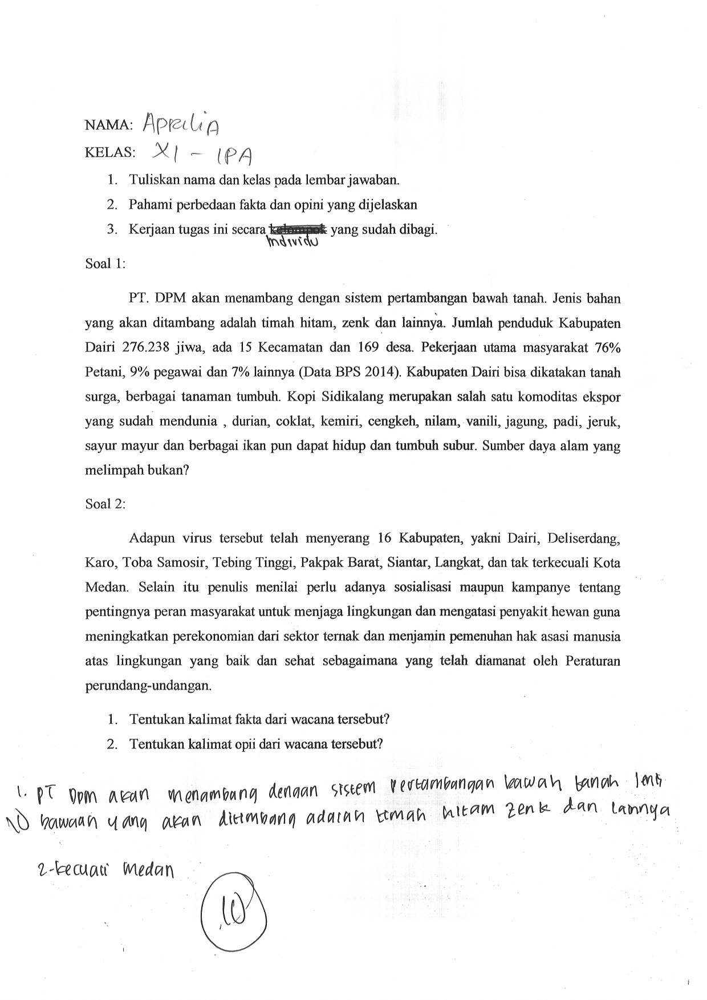 NAMA: AprailiA
KELAS: XI - IPA
1. Tuliskan nama dan kelas pada lembar jawaban.
2. Pahami perbedaan fakta dan opini yang dijelaskan
3. Kerjaan tugas ini secara kelompok yang sudah dibagi.
individu
Soal 1:
PT. DPM akan menambang dengan sistem pertambangan bawah tanah. Jenis bahan
yang akan ditambang adalah timah hitam, zenk dan lainnya. Jumlah penduduk Kabupaten
Dairi 276.238 jiwa, ada 15 Kecamatan dan 169 desa. Pekerjaan utama masyarakat 76%
Petani, 9% pegawai dan 7% lainnya (Data BPS 2014). Kabupaten Dairi bisa dikatakan tanah
surga, berbagai tanaman tumbuh. Kopi Sidikalang merupakan salah satu komoditas ekspor
yang sudah mendunia , durian, coklat, kemiri, cengkeh, nilam, vanili, jagung, padi, jeruk,
sayur mayur dan berbagai ikan pun dapat hidup dan tumbuh subur. Sumber daya alam yang
melimpah bukan?
Soal 2:
Adapun virus tersebut telah menyerang 16 Kabupaten, yakni Dairi, Deliserdang,
Karo, Toba Samosir, Tebing Tinggi, Pakpak Barat, Siantar, Langkat, dan tak terkecuali Kota
Medan. Selain itu penulis menilai perlu adanya sosialisasi maupun kampanye tentang
pentingnya peran masyarakat untuk menjaga lingkungan dan mengatasi penyakit hewan guna
meningkatkan perekonomian dari sektor ternak dan menjamin pemenuhan hak asasi manusia
atas lingkungan yang baik dan sehat sebagaimana yang telah diamanat oleh Peraturan
perundang-undangan.
1. Tentukan kalimat fakta dari wacana tersebut?
2. Tentukan kalimat opii dari wacana tersebut?
1. PT Dpm akan menambang dengan sistem pertambangan bawah tanah Jenis
10 bawaan yang akan ditimbang adalah timah hitam zenk dan lainnya
2-kecuali medan
10